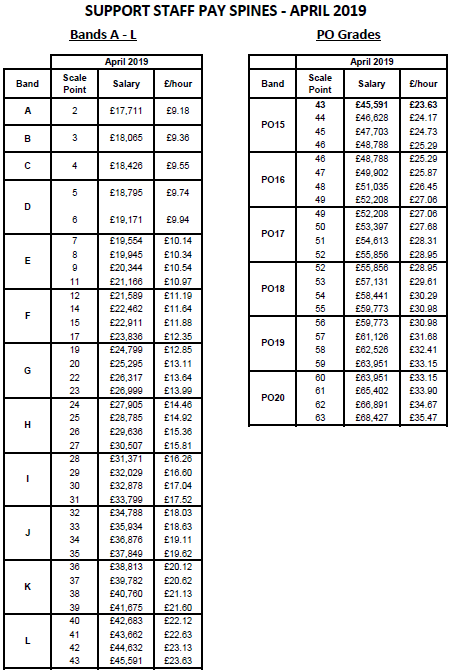 SUPPORT STAFF PAY SPINES - APRIL 2019
Bands A - L
April 2019
Band Scale Point Salary £/hour
A 2 £17,711 £9.18
B 3 £18,065 £9.36
C 4 £18,426 £9.55
D
5 £18,795 £9.74
6 £19,171 £9.94
E
7 £19,554 £10.14
8 £19,945 £10.34
9 £20,344 £10.54
11 £21,166 £10.97
F
12 £21,589 £11.19
14 £22,462 £11.64
15 £22,911 £11.88
17 £23,836 £12.35
G
19 £24,799 £12.85
20 £25,295 £13.11
22 £26,317 £13.64
23 £26,999 £13.99
H
24 £27,905 £14.46
25 £28,785 £14.92
26 £29,636 £15.36
27 £30,507 £15.81
I
28 £31,371 £16.26
29 £32,029 £16.60
30 £32,878 £17.04
31 £33,799 £17.52
J
32 £34,788 £18.03
33 £35,934 £18.63
34 £36,876 £19.11
35 £37,849 £19.62
K
36 £38,813 £20.12
37 £39,782 £20.62
38 £40,760 £21.13
39 £41,675 £21.60
L
40 £42,683 £22.12
41 £43,662 £22.63
42 £44,632 £23.13
43 £45,591 £23.63
PO Grades
April 2019
Band Scale Point Salary £/hour
PO15
43 £45,591 £23.63
44 £46,628 £24.17
45 £47,703 £24.73
46 £48,788 £25.29
PO16
46 £48,788 £25.29
47 £49,902 £25.87
48 £51,035 £26.45
49 £52,208 £27.06
PO17
49 £52,208 £27.06
50 £53,397 £27.68
51 £54,613 £28.31
52 £55,856 £28.95
PO18
52 £55,856 £28.95
53 £57,131 £29.61
54 £58,441 £30.29
55 £59,773 £30.98
PO19
56 £59,773 £30.98
57 £61,126 £31.68
58 £62,526 £32.41
59 £63,951 £33.15
PO20
60 £63,951 £33.15
61 £65,402 £33.90
62 £66,891 £34.67
63 £68,427 £35.47